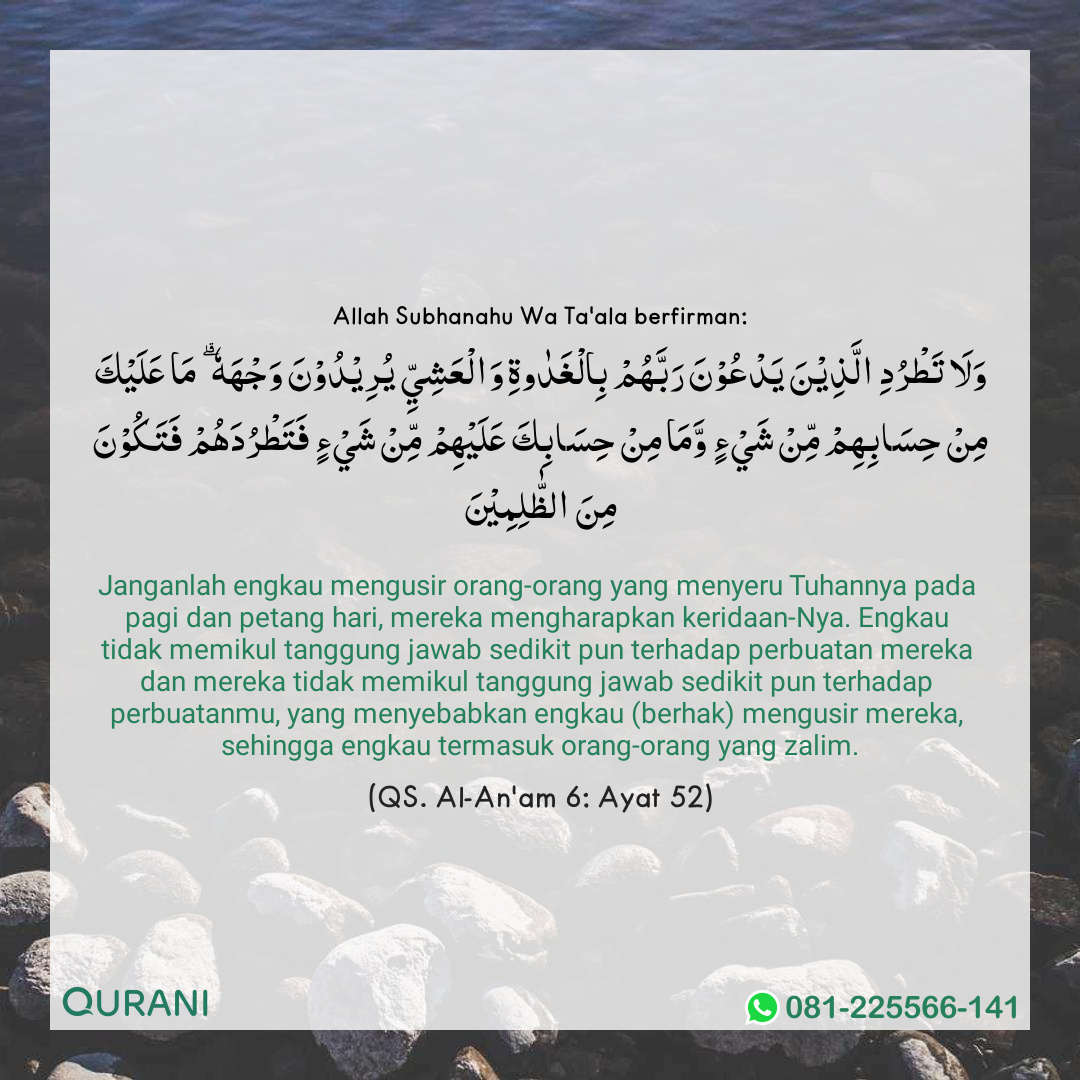 Allah Subhanahu Wa Ta'ala berfirman:
وَلَا تَطْرُدِ الَّذِيْنَ يَدْعُوْنَ رَبَّهُمْ بِالْغَدٰوةِ وَالْعَشِيِّ يُرِيْدُوْنَ وَجْهَهٗ ۗ مَا عَلَيْكَ
مِنْ حِسَابِهِمْ مِّنْ شَيْءٍ وَّمَا مِنْ حِسَابِكَ عَلَيْهِمْ مِّنْ شَيْءٍ فَتَطْرُدَهُمْ فَتَكُوْنَ
مِنَ الظّٰلِمِيْنَ
Janganlah engkau mengusir orang-orang yang menyeru Tuhannya pada
pagi dan petang hari, mereka mengharapkan keridaan-Nya. Engkau
tidak memikul tanggung jawab sedikit pun terhadap perbuatan mereka
dan mereka tidak memikul tanggung jawab sedikit pun terhadap
perbuatanmu, yang menyebabkan engkau (berhak) mengusir mereka,
sehingga engkau termasuk orang-orang yang zalim.
(QS. Al-An'am 6: Ayat 52)
QURANI
081-225566-141